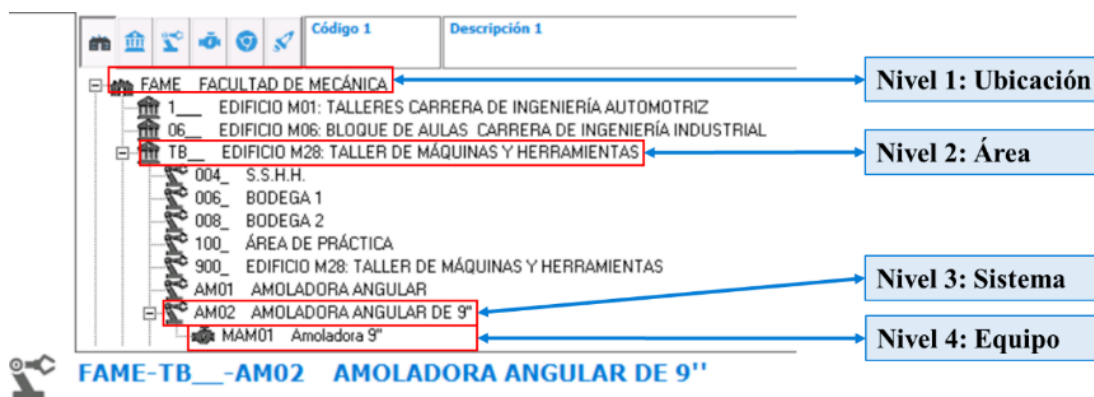 Código 1 Descripción 1
FAME FACULTAD DE MECÁNICA Nivel 1: Ubicación
1___ EDIFICIO M01: TALLERES CARRERA DE INGENIERÍA AUTOMOTRIZ
06__ EDIFICIO M06: BLOQUE DE AULAS CARRERA DE INGENIERÍA INDUSTRIAL
TB__ EDIFICIO M28: TALLER DE MÁQUINAS Y HERRAMIENTAS Nivel 2: Área
004_ S.S.H.H.
006_ BODEGA 1
008_ BODEGA 2
100_ ÁREA DE PRÁCTICA
900_ EDIFICIO M28: TALLER DE MÁQUINAS Y HERRAMIENTAS
AM01 AMOLADORA ANGULAR Nivel 3: Sistema
AM02 AMOLADORA ANGULAR DE 9"
MAM01 Amoladora 9" Nivel 4: Equipo
FAME-TB__-AM02 AMOLADORA ANGULAR DE 9''